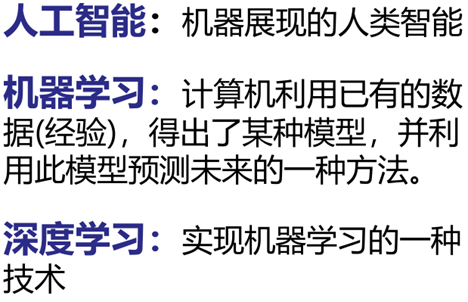 人工智能：机器展现的人类智能
机器学习：计算机利用已有的数
据(经验)，得出了某种模型，并利
用此模型预测未来的一种方法。
深度学习：实现机器学习的一种
技术